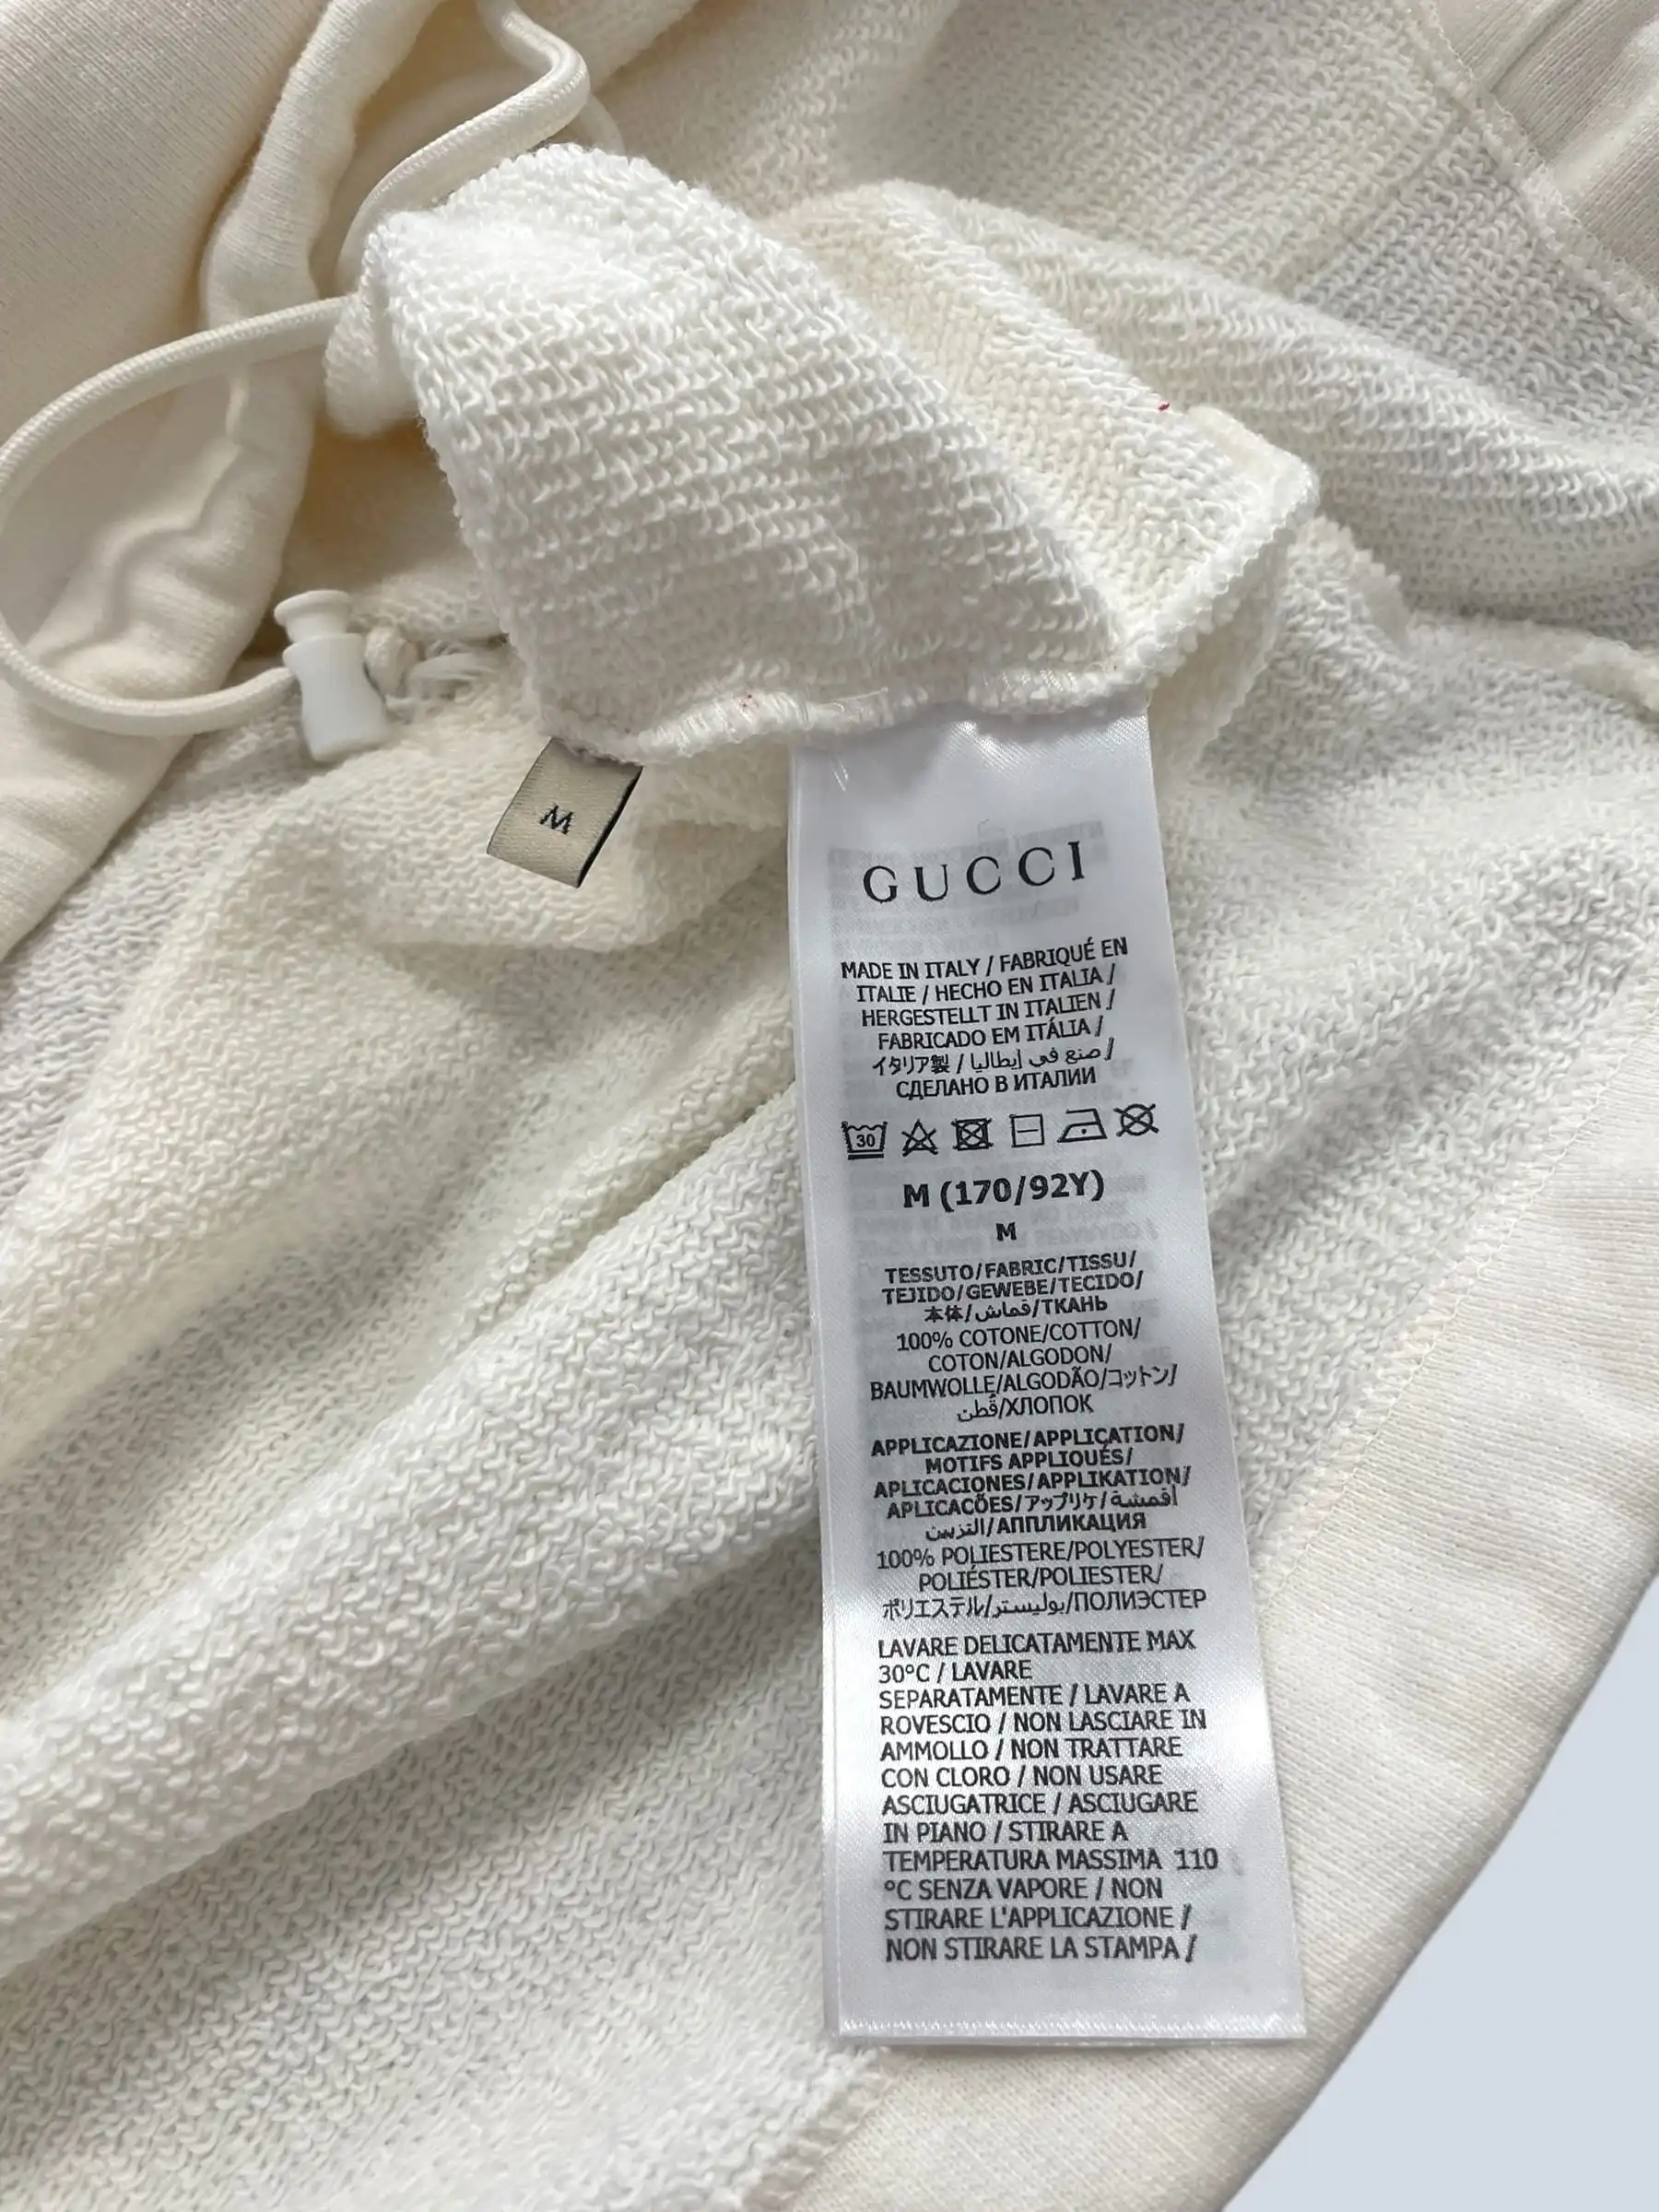 M
GUCCI
MADE IN ITALY / FABRIQUÉ EN
ITALIE / HECHO EN ITALIA /
HERGESTELLT IN ITALIEN /
FABRICADO EM ITÁLIA /
イタリア製 / صنع في إيطاليا /
СДЕЛАНО В ИТАЛИИ
30
M (170/92Y)
M
TESSUTO/FABRIC/TISSU/
TEJIDO/GEWEBE/TECIDO/
本体/قماش/ТКАНЬ
100% COTONE/COTTON/
COTON/ALGODON/
BAUMWOLLE/ALGODÃO/コットン/
قُطن/ХЛОПОК
APPLICAZIONE/APPLICATION/
MOTIFS APPLIQUÉS/
APLICACIONES/APPLIKATION/
APLICAÇÕES/アップリケ/أقمشة
التزيين/АППЛИКАЦИЯ
100% POLIESTERE/POLYESTER/
POLIÉSTER/POLIESTER/
ポリエステル/بوليستر/ПОЛИЭСТЕР
LAVARE DELICATAMENTE MAX
30°C / LAVARE
SEPARATAMENTE / LAVARE A
ROVESCIO / NON LASCIARE IN
AMMOLLO / NON TRATTARE
CON CLORO / NON USARE
ASCIUGATRICE / ASCIUGARE
IN PIANO / STIRARE A
TEMPERATURA MASSIMA 110
°C SENZA VAPORE / NON
STIRARE L'APPLICAZIONE /
NON STIRARE LA STAMPA /